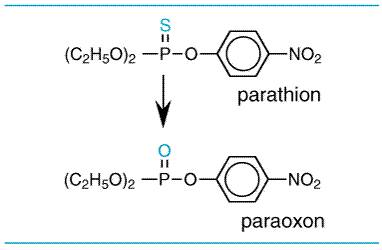 S
(C2H5O)2 —P—O— —NO2
parathion
O
(C2H5O)2 —P—O— —NO2
paraoxon